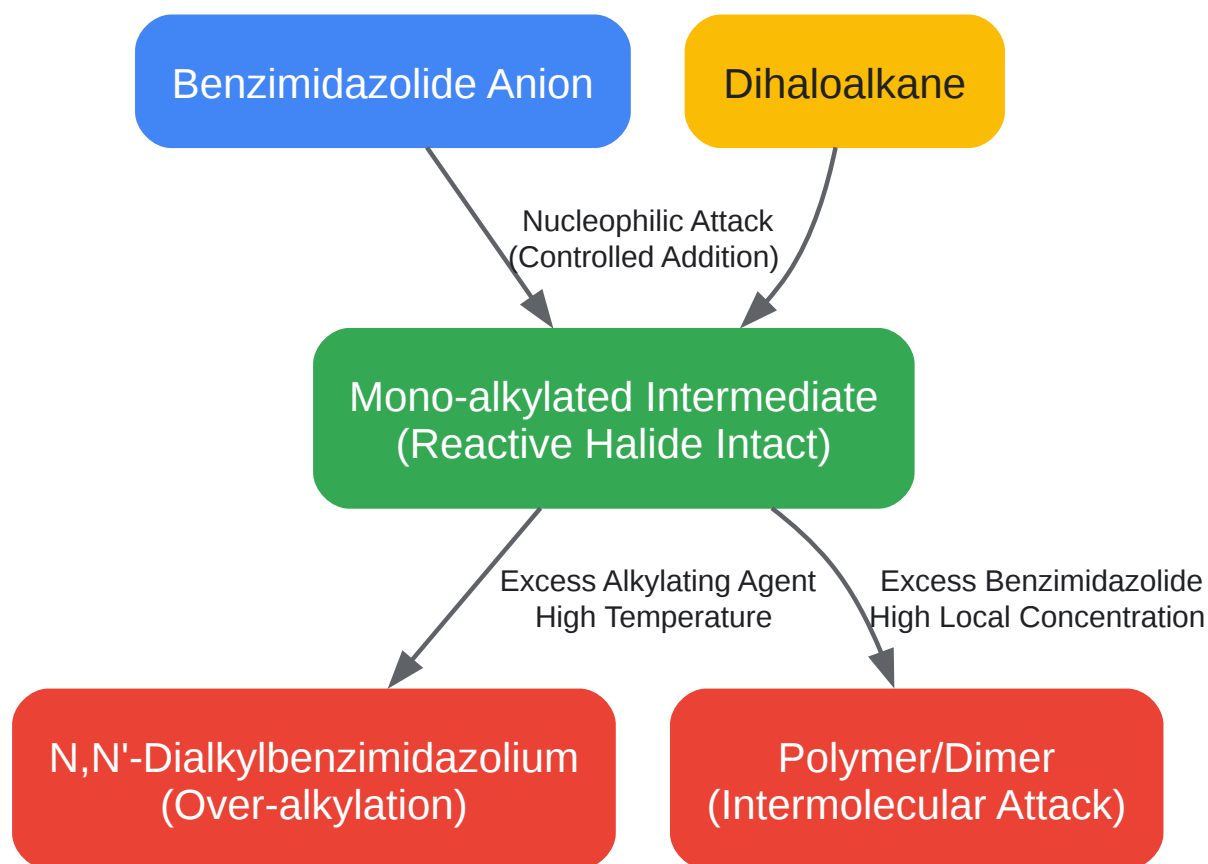 Benzimidazolide Anion
Dihaloalkane
Nucleophilic Attack
(Controlled Addition)
Mono-alkylated Intermediate
(Reactive Halide Intact)
Excess Alkylating Agent
High Temperature
Excess Benzimidazolide
High Local Concentration
N,N'-Dialkylbenzimidazolium
(Over-alkylation)
Polymer/Dimer
(Intermolecular Attack)